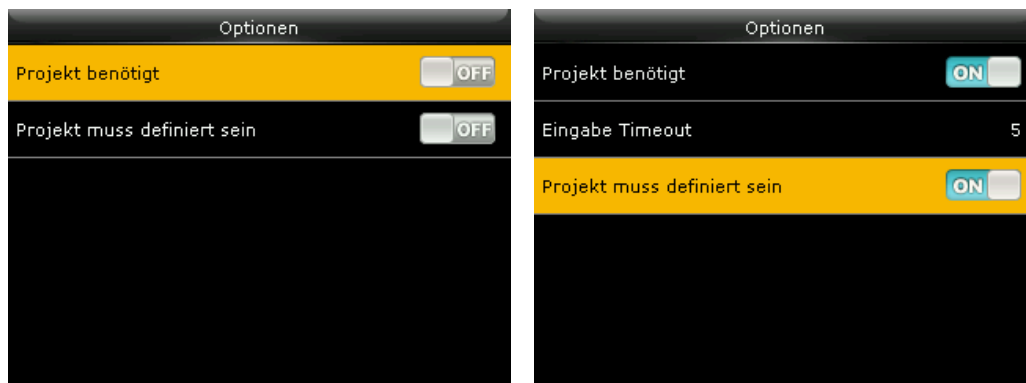 Optionen
Projekt benötigt OFF
Projekt muss definiert sein OFF
Optionen
Projekt benötigt ON
Eingabe Timeout 5
Projekt muss definiert sein ON